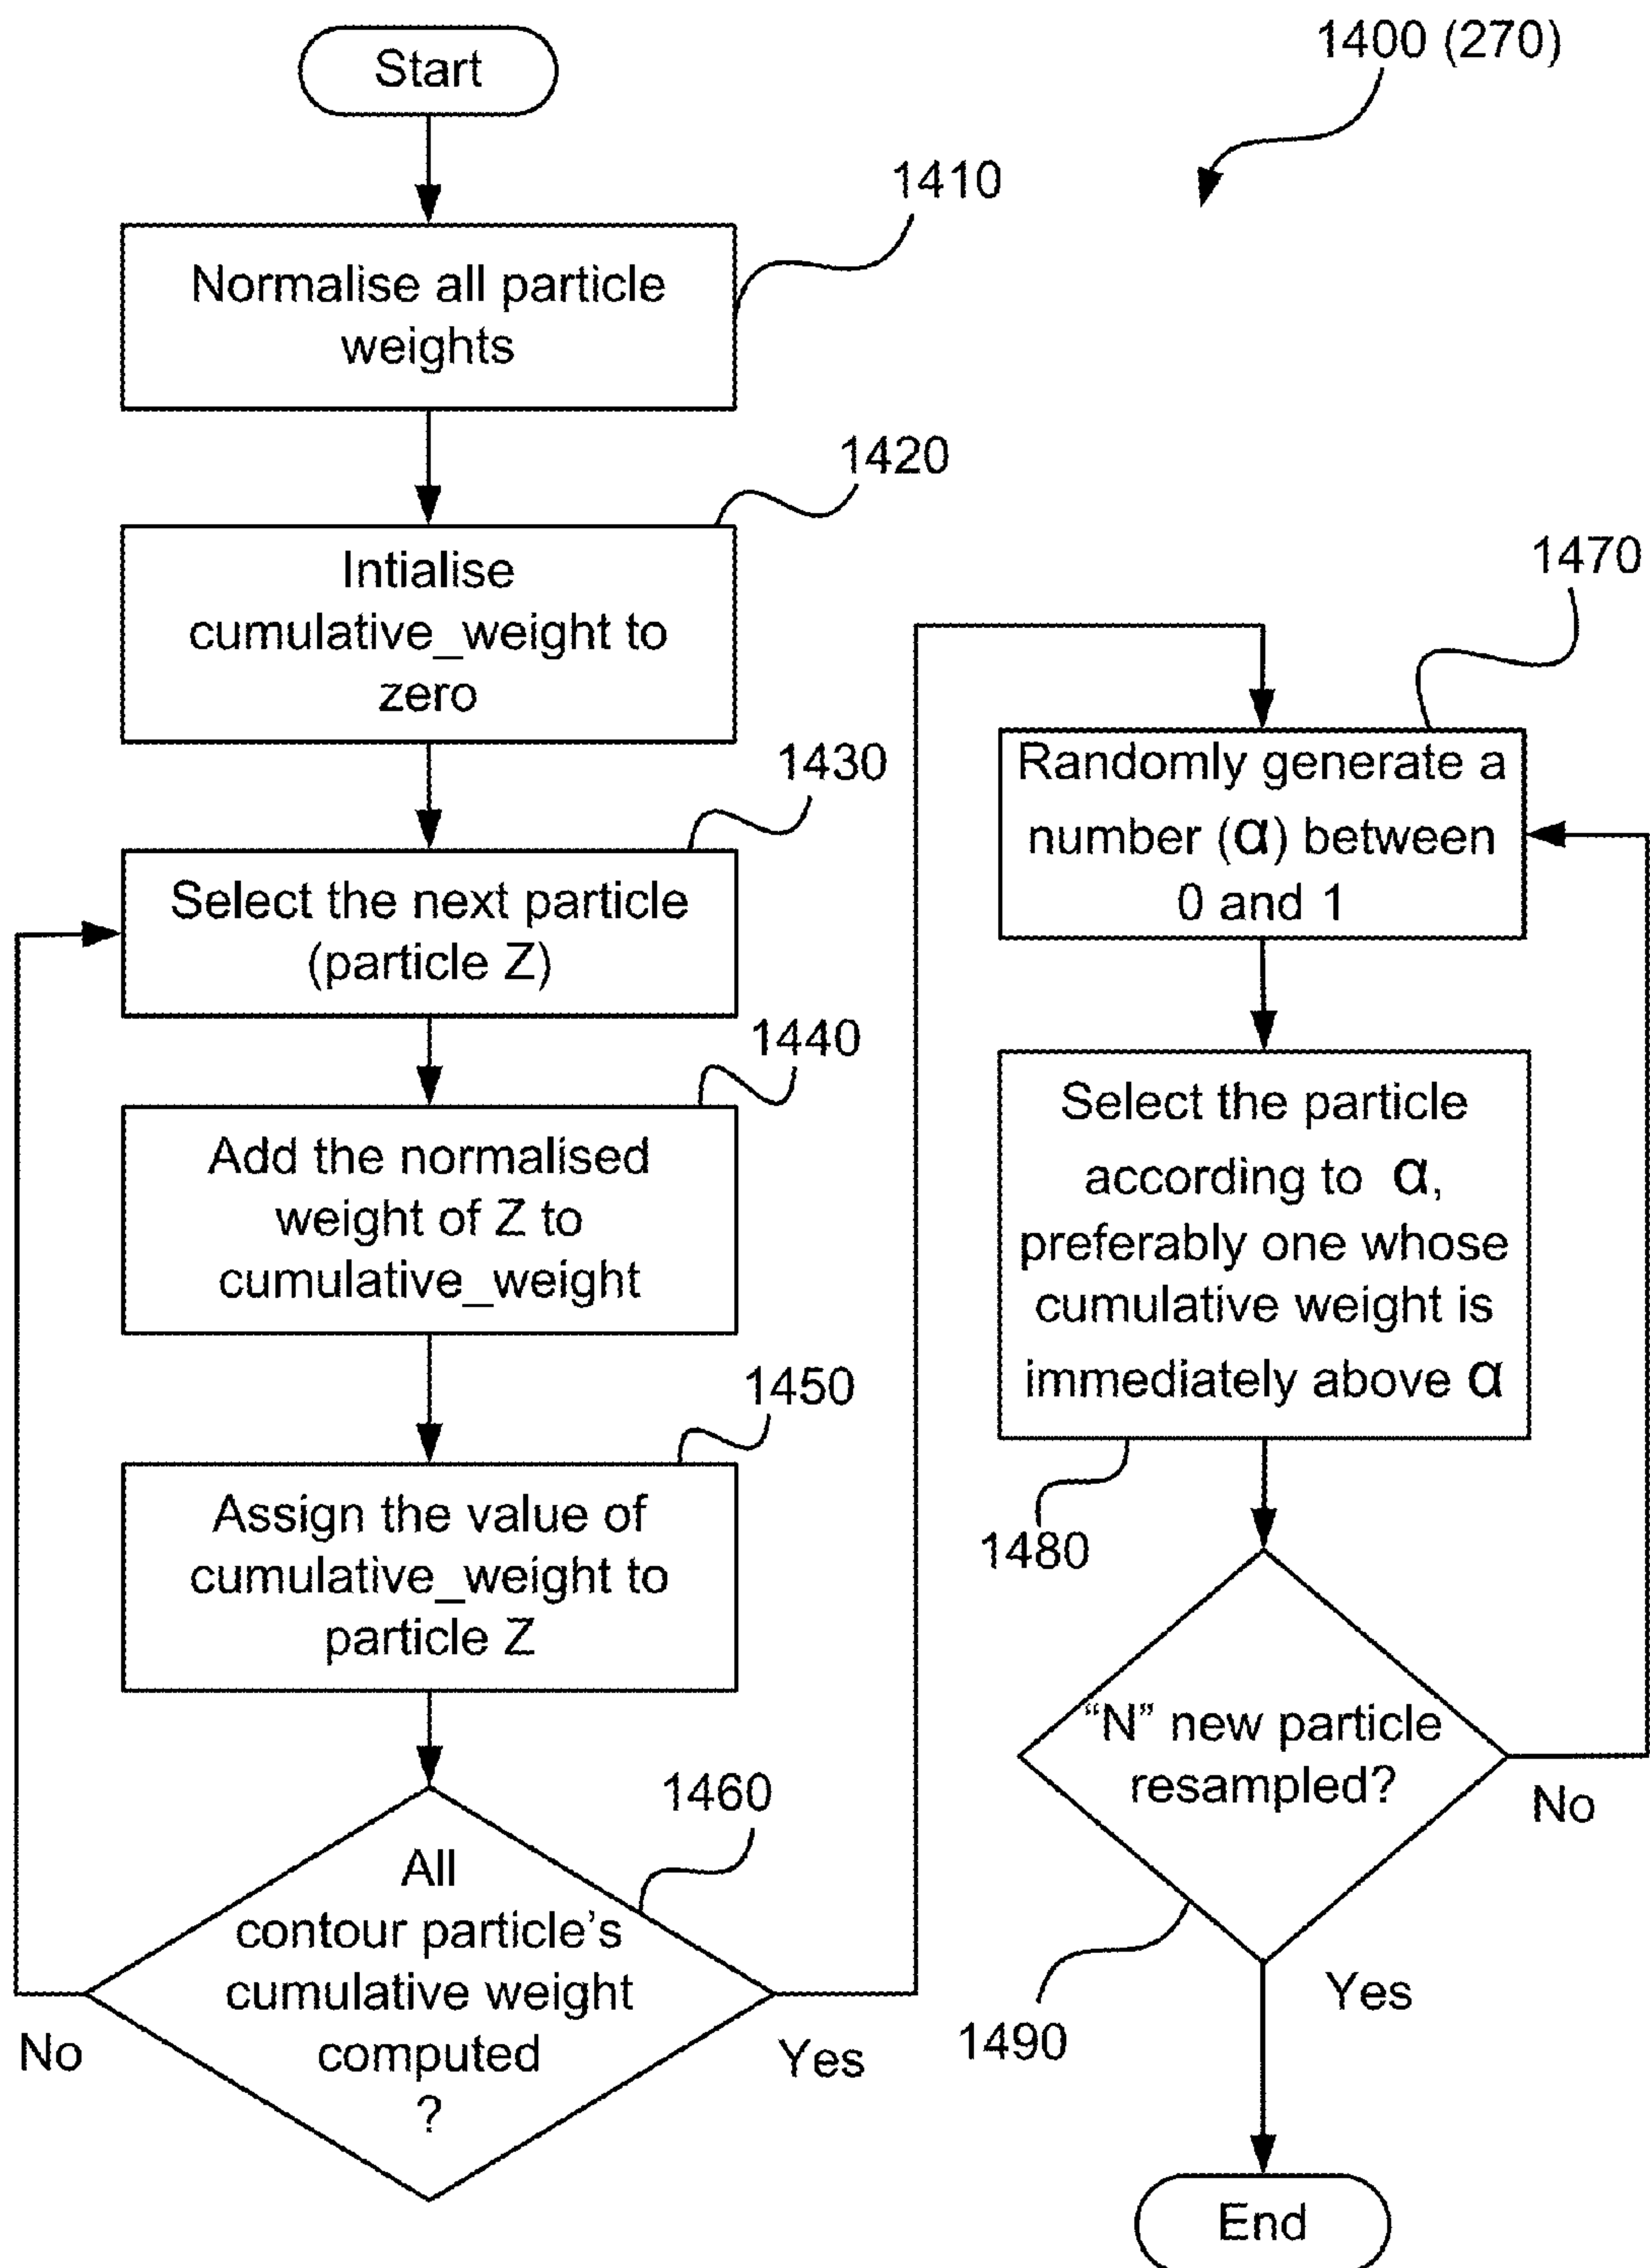 Start
1400 (270)
1410
Normalise all particle
weights
1420
Intialise
cumulative_weight to
zero
1430
Select the next particle
(particle Z)
1440
Add the normalised
weight of Z to
cumulative_weight
1450
Assign the value of
cumulative_weight to
particle Z
1460
All
contour particle's
cumulative weight
computed
?
No
Yes
1470
Randomly generate a
number (α) between
0 and 1
Select the particle
according to α,
preferably one whose
cumulative weight is
immediately above α
1480
“N” new particle
resampled?
No
1490
Yes
End